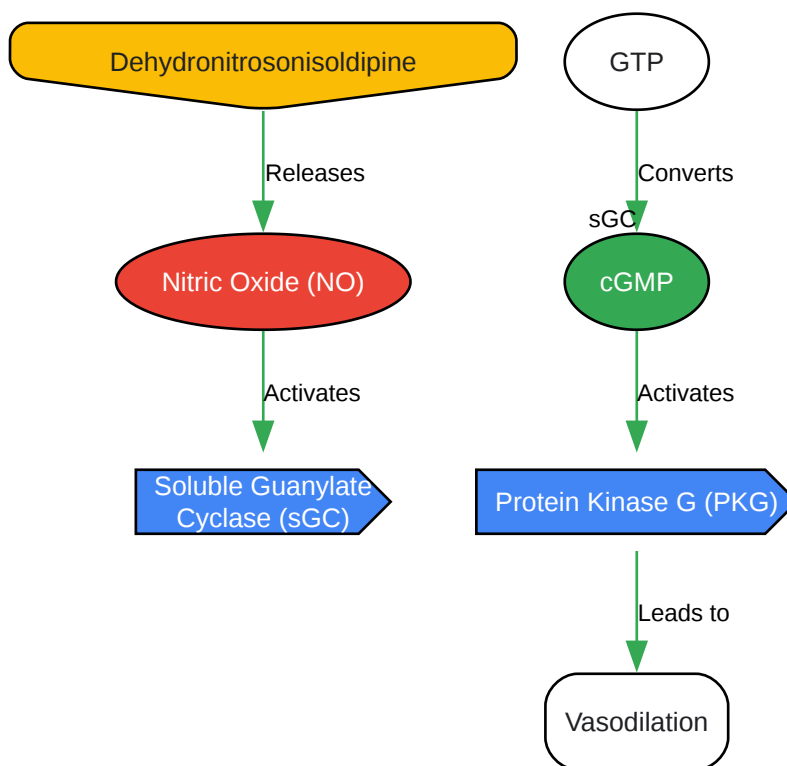 Dehydronitrosonisoldipine
GTP
Releases
Converts
sGC
Nitric Oxide (NO)
cGMP
Activates
Activates
Soluble Guanylate
Cyclase (sGC)
Protein Kinase G (PKG)
Leads to
Vasodilation